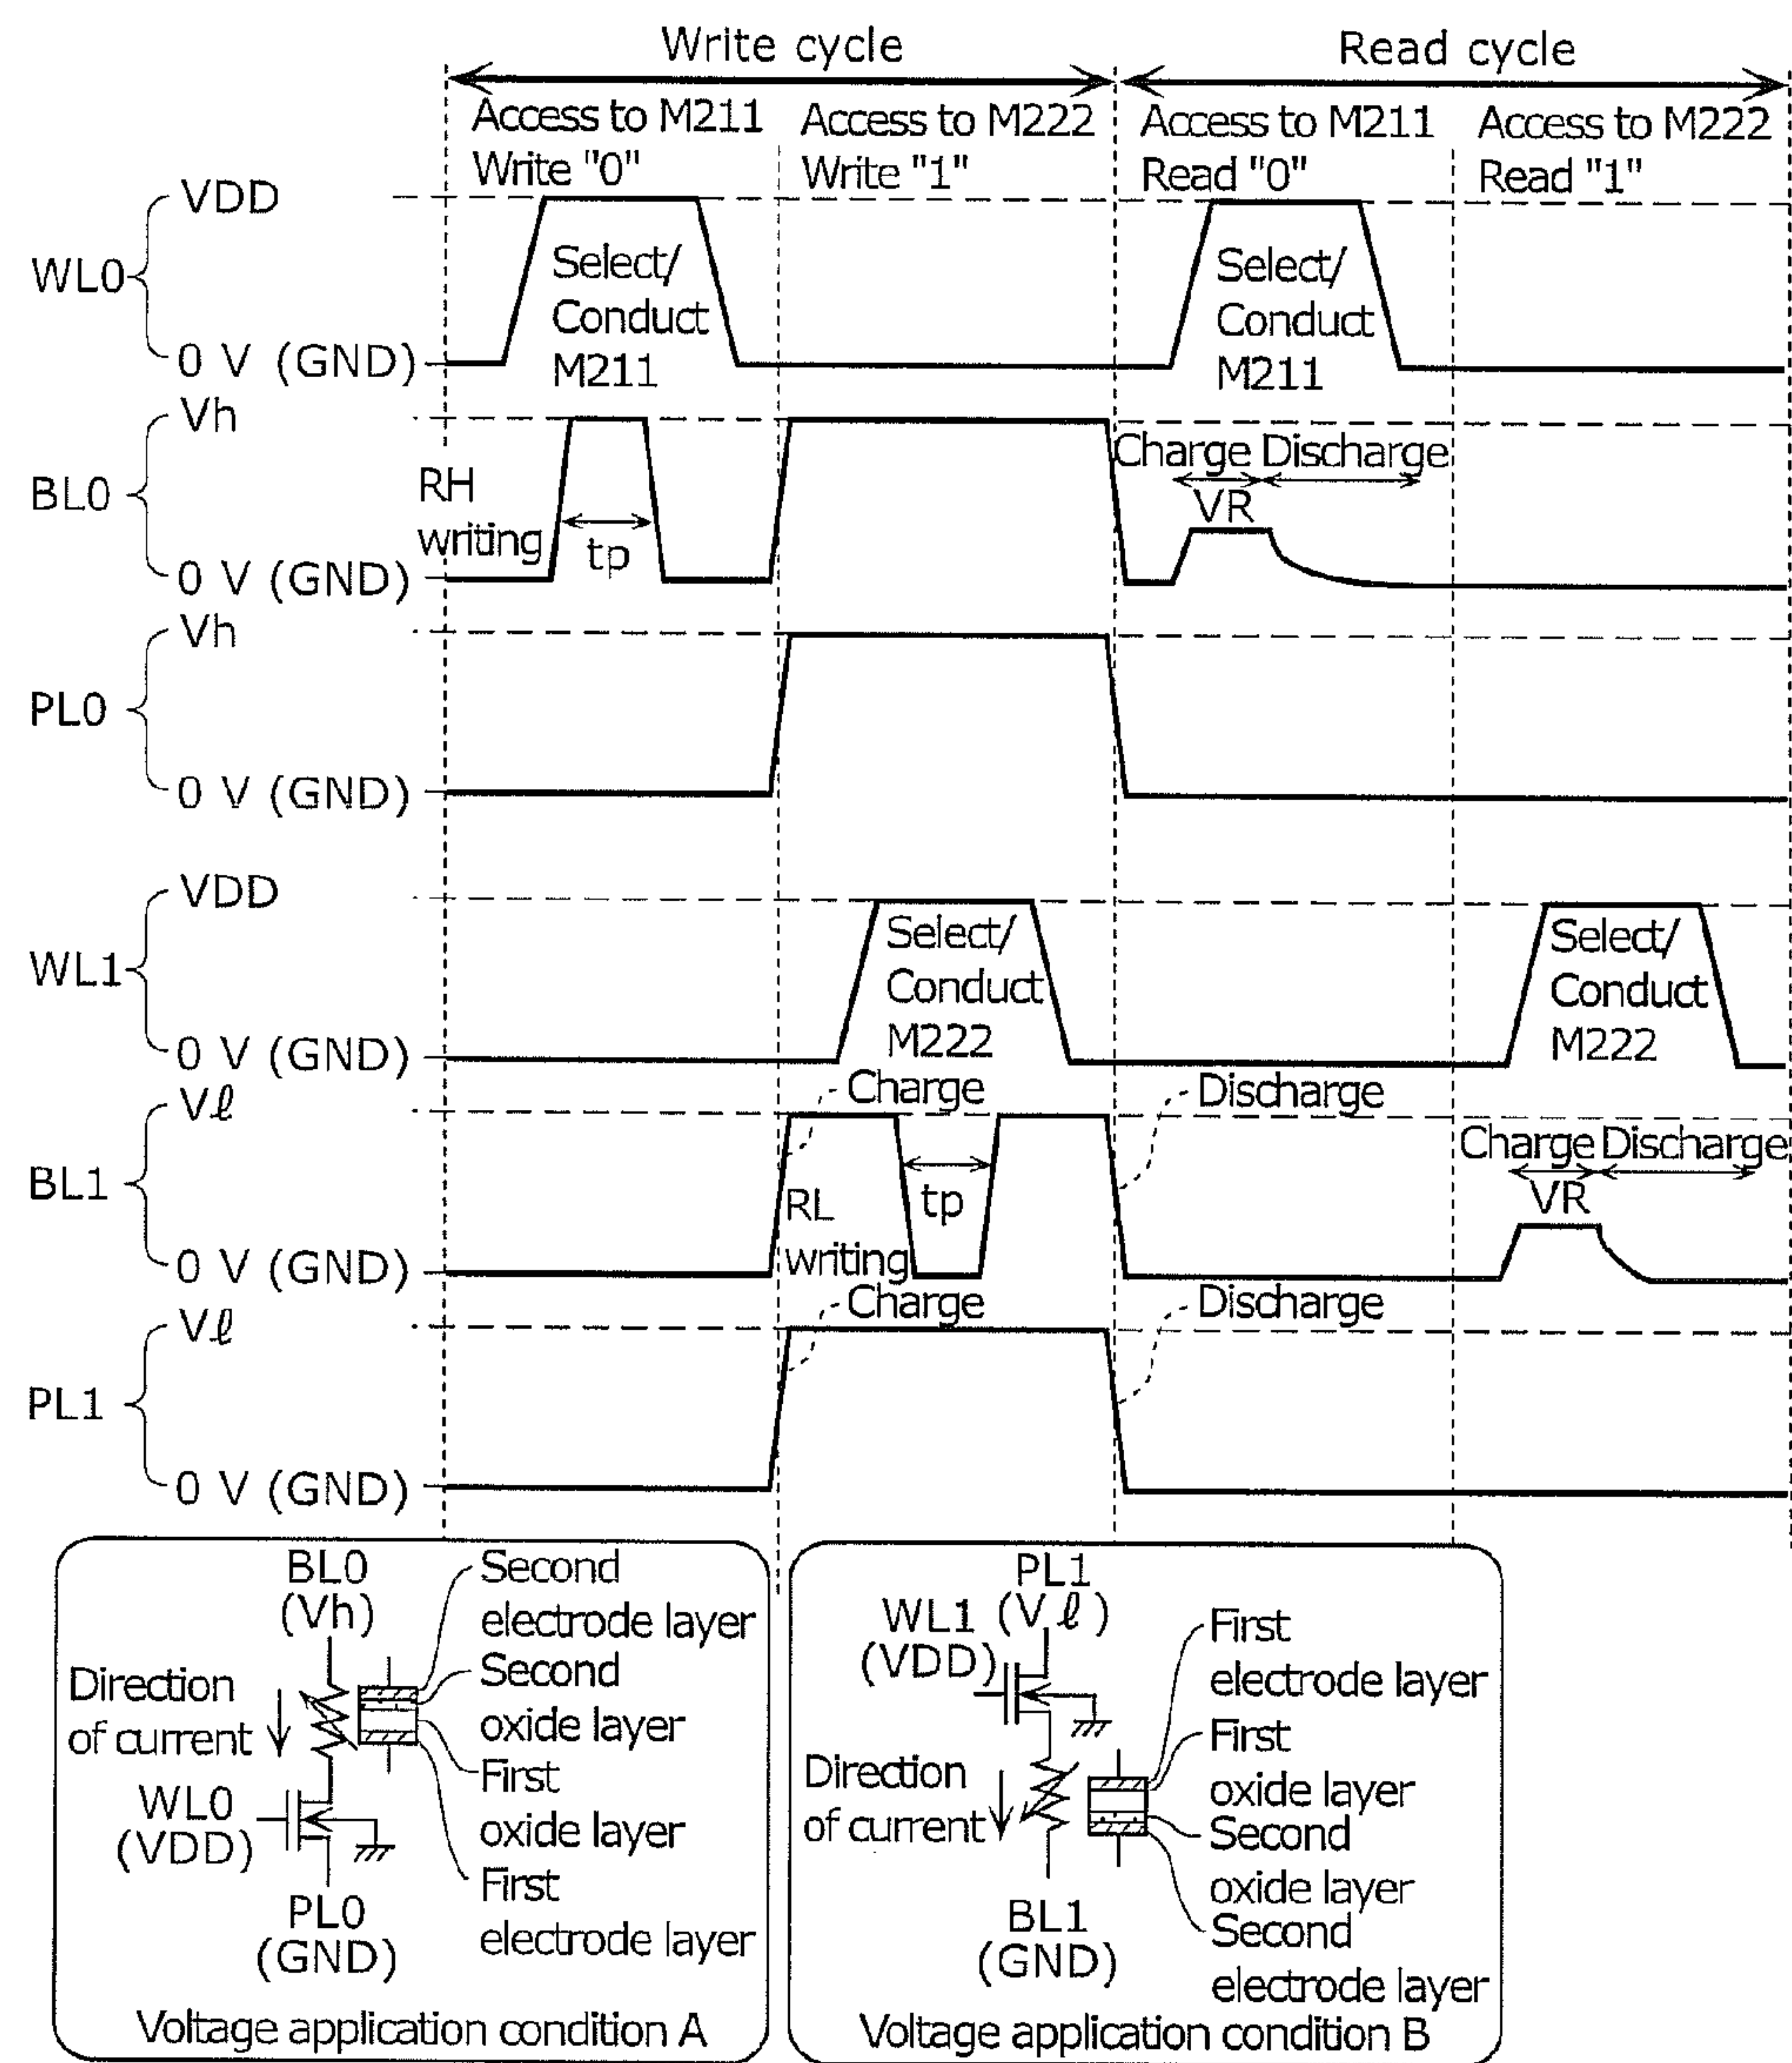 Write cycle
Read cycle
Access to M211
Write "0"
Access to M222
Write "1"
Access to M211
Read "0"
Access to M222
Read "1"
WL0
VDD
0 V (GND)
Select/
Conduct
M211
Select/
Conduct
M211
BL0
Vh
0 V (GND)
RH
writing
tp
Charge
Discharge
VR
PL0
Vh
0 V (GND)
WL1
VDD
0 V (GND)
Select/
Conduct
M222
Select/
Conduct
M222
BL1
Vℓ
0 V (GND)
Charge
Discharge
RL
writing
tp
Charge
Discharge
VR
PL1
Vℓ
0 V (GND)
Charge
Discharge
BL0
(Vh)
Direction
of current
WL0
(VDD)
PL0
(GND)
Second
electrode layer
Second
oxide layer
First
oxide layer
First
electrode layer
Voltage application condition A
PL1
(Vℓ)
WL1
(VDD)
Direction
of current
BL1
(GND)
First
electrode layer
First
oxide layer
Second
oxide layer
Second
electrode layer
Voltage application condition B